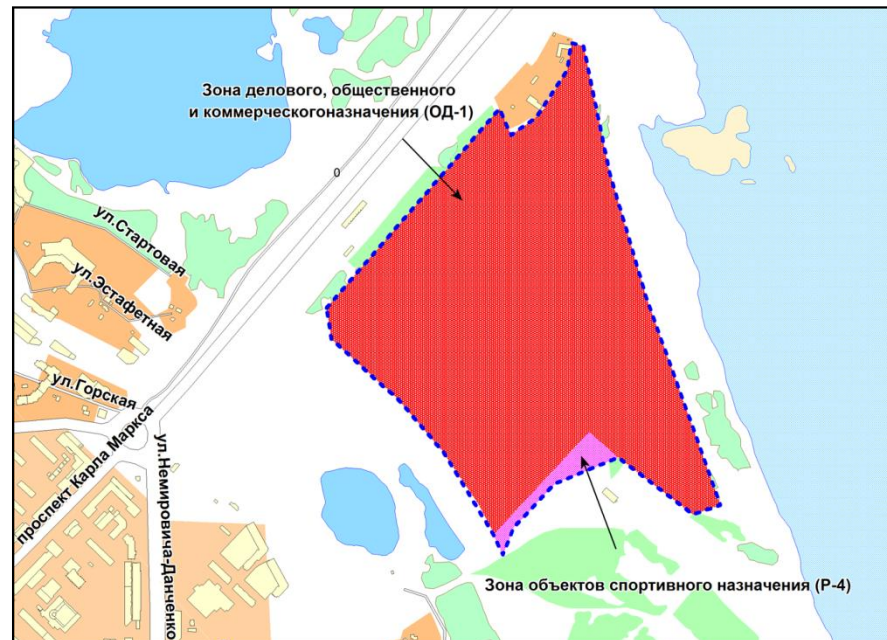 Зона делового, общественного
и коммерческогоназначения (ОД-1)
0
ул.Стартовая
ул.Эстафетная
ул.Горская
проспект Карла Маркса
ул.Немировича-Данченко
Зона объектов спортивного назначения (Р-4)